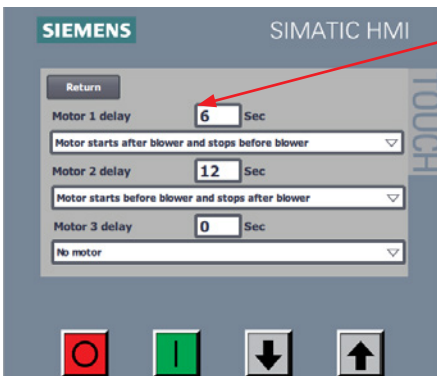 SIEMENS SIMATIC HMI
TOUCH
Return
Motor 1 delay 6 Sec
Motor starts after blower and stops before blower
Motor 2 delay 12 Sec
Motor starts before blower and stops after blower
Motor 3 delay 0 Sec
No motor